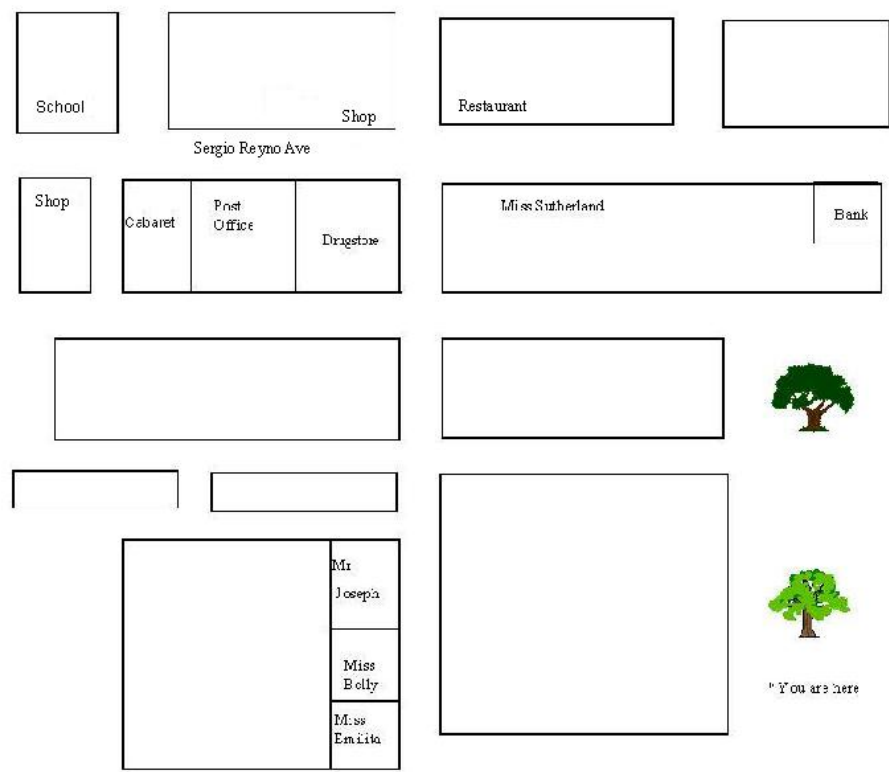 School
Shop
Restaurant
Sergio Reyno Ave
Shop
Cabaret
Post
Office
Drugstore
Miss Sutherland
Bank
Mr
Joseph
Miss
Belly
Miss
Emilita
* You are here